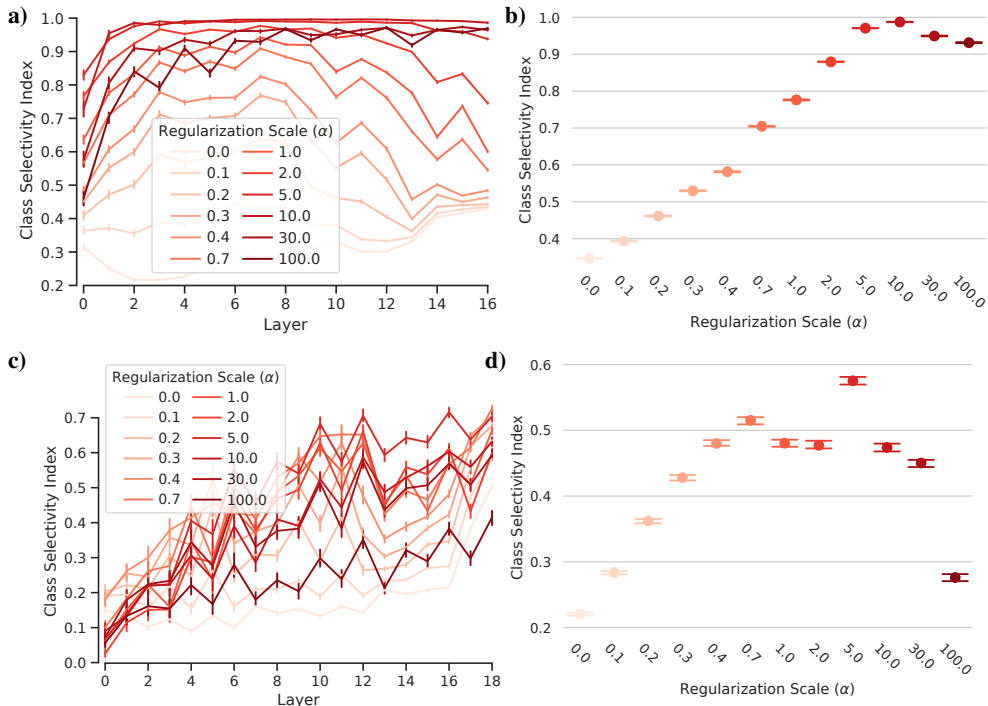 a)
Class Selectivity Index
1.0
0.9
0.8
0.7
0.6
0.5
0.4
0.3
0.2
Regularization Scale (α)
0.0 1.0
0.1 2.0
0.2 5.0
0.3 10.0
0.4 30.0
0.7 100.0
0 2 4 6 8 10 12 14 16
Layer
b)
Class Selectivity Index
1.0
0.9
0.8
0.7
0.6
0.5
0.4
0.0 0.1 0.2 0.3 0.4 0.7 1.0 2.0 5.0 10.0 30.0 100.0
Regularization Scale (α)
c)
Class Selectivity Index
Regularization Scale (α)
0.0 1.0
0.1 2.0
0.2 5.0
0.3 10.0
0.4 30.0
0.7 100.0
0.7
0.6
0.5
0.4
0.3
0.2
0.1
0.0
0 2 4 6 8 10 12 14 16 18
Layer
d)
Class Selectivity Index
0.6
0.5
0.4
0.3
0.2
0.0 0.1 0.2 0.3 0.4 0.7 1.0 2.0 5.0 10.0 30.0 100.0
Regularization Scale (α)